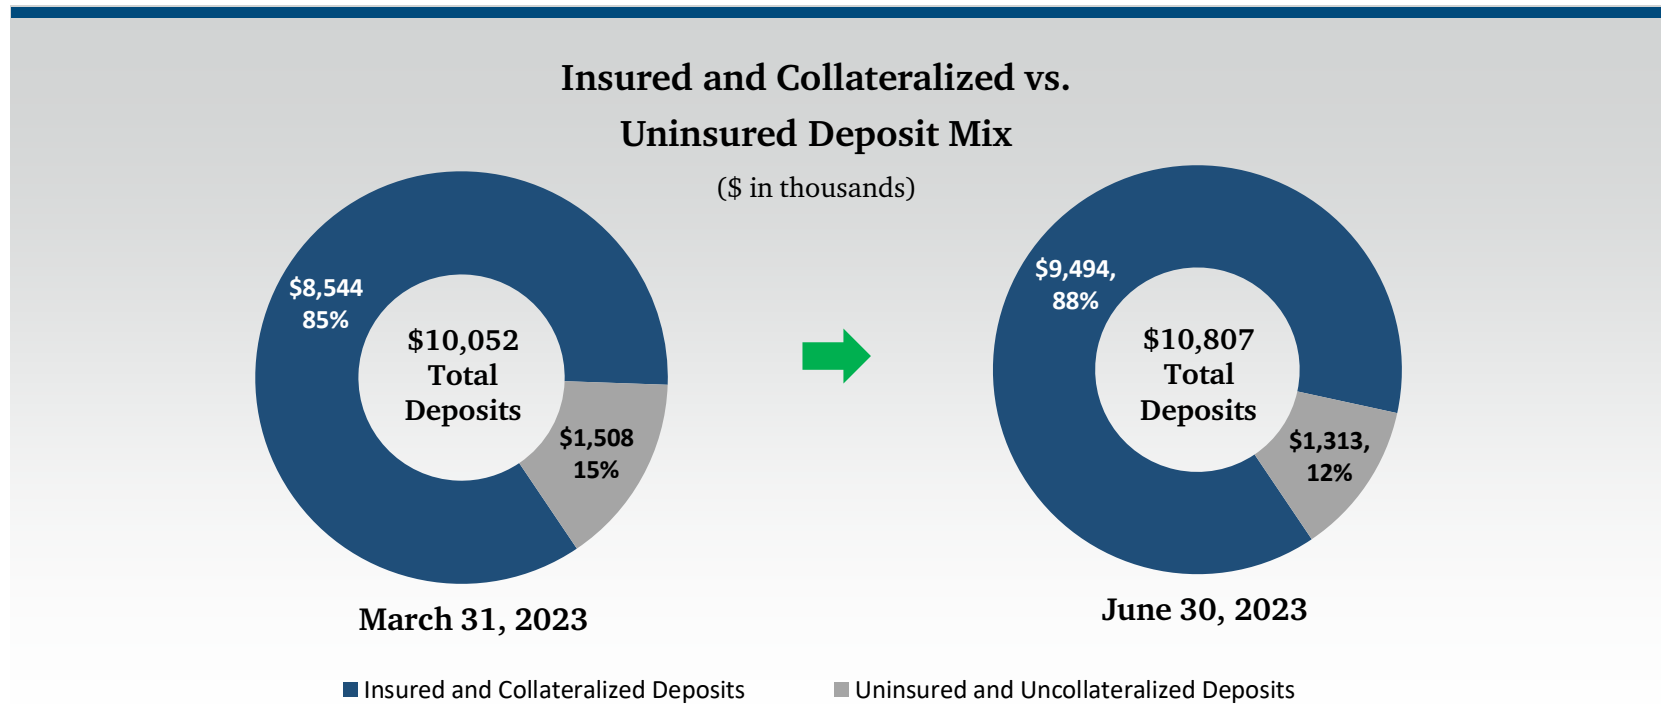 Insured and Collateralized vs.
Uninsured Deposit Mix
($ in thousands)
$8,544
85%
$10,052
Total
Deposits
$1,508
15%
March 31, 2023
$9,494,
88%
$10,807
Total
Deposits
$1,313,
12%
June 30, 2023
Insured and Collateralized Deposits
Uninsured and Uncollateralized Deposits